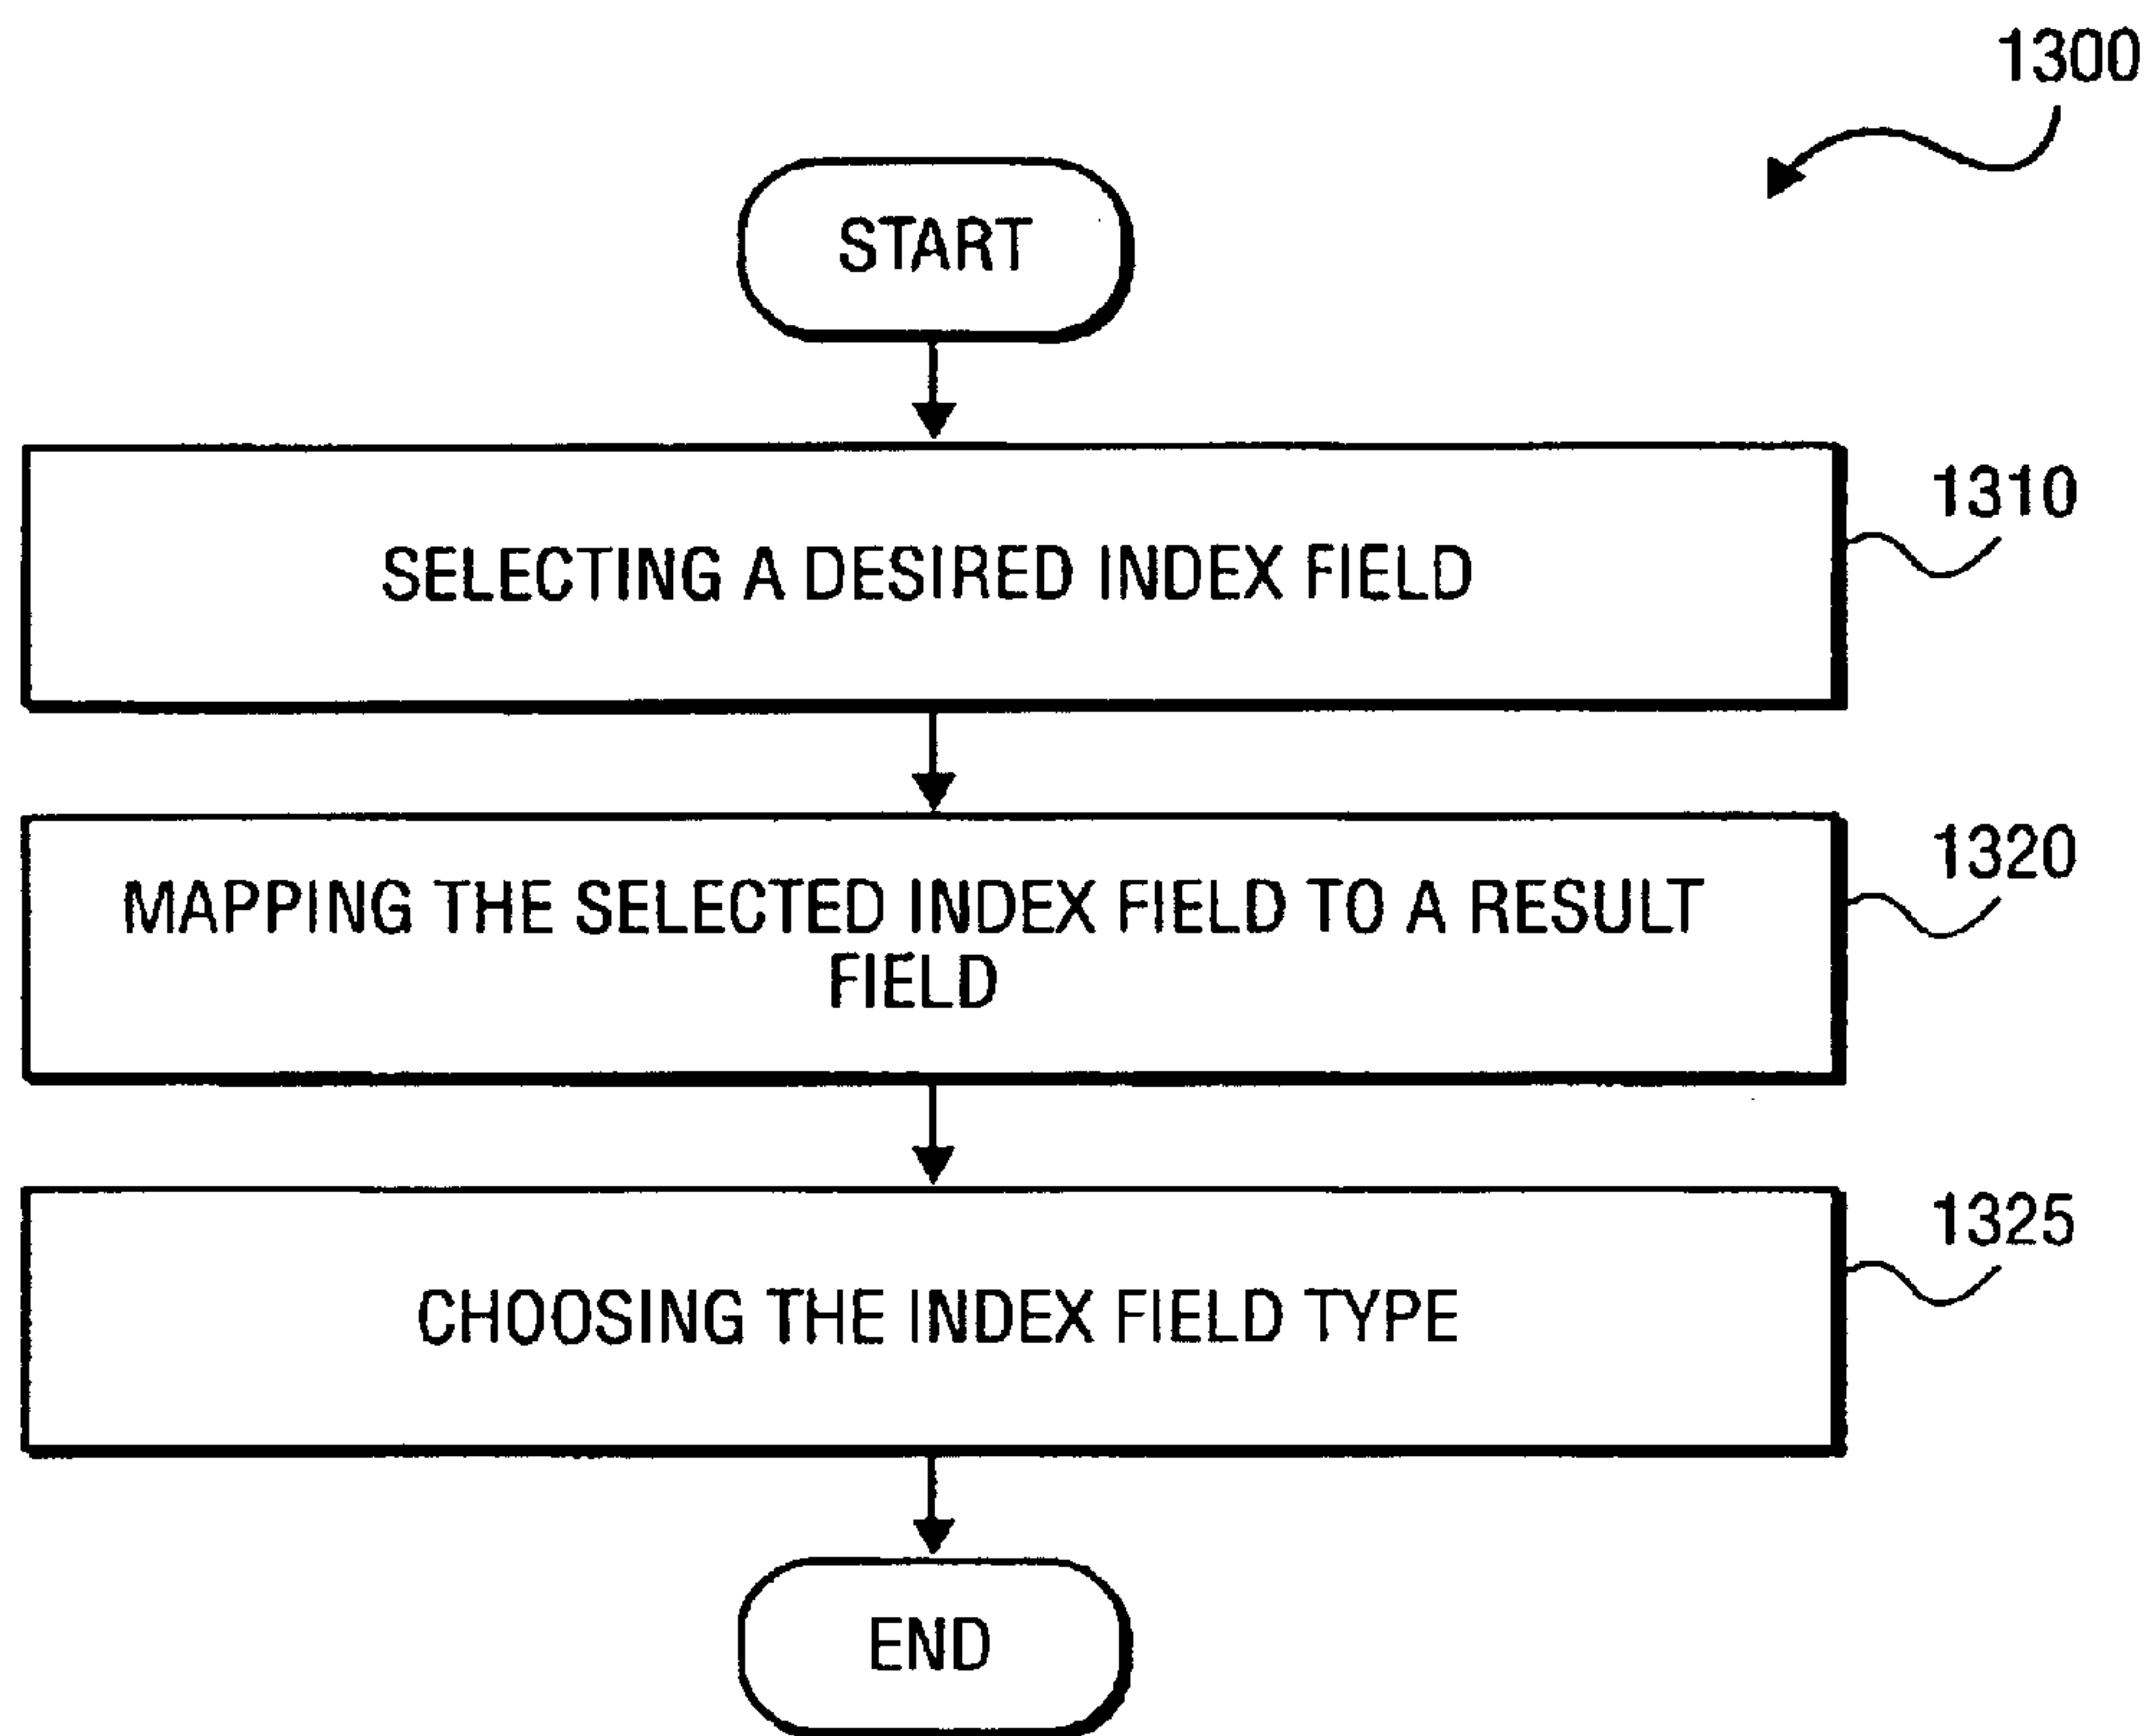 1300
START
SELECTING A DESIRED INDEX FIELD
1310
MAPPING THE SELECTED INDEX FIELD TO A RESULT
FIELD
1320
CHOOSING THE INDEX FIELD TYPE
1325
END